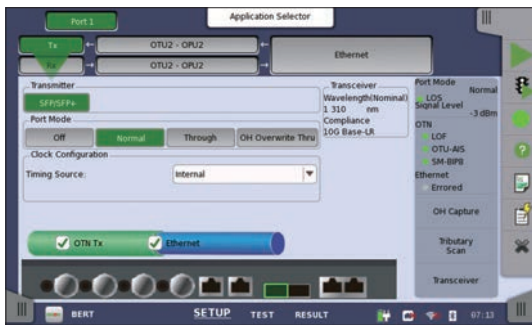 Port 1
Application Selector
Tx
OTU2 - OPU2
Ethernet
Rx
OTU2 - OPU2
Transmitter
SFP/SFP+
Transceiver
Wavelength(Nominal)
1 310 nm
Compliance
10G Base-LR
Port Mode
Off
Normal
Through
OH Overwrite Thru
Clock Configuration
Timing Source:
Internal
OTN Tx
Ethernet
Port Mode
Normal
LOS
Signal Level
-3 dBm
OTN
LOF
OTU-AIS
SM-BIP8
Ethernet
Errored
OH Capture
Tributary
Scan
Transceiver
BERT
SETUP
TEST
RESULT
07:13